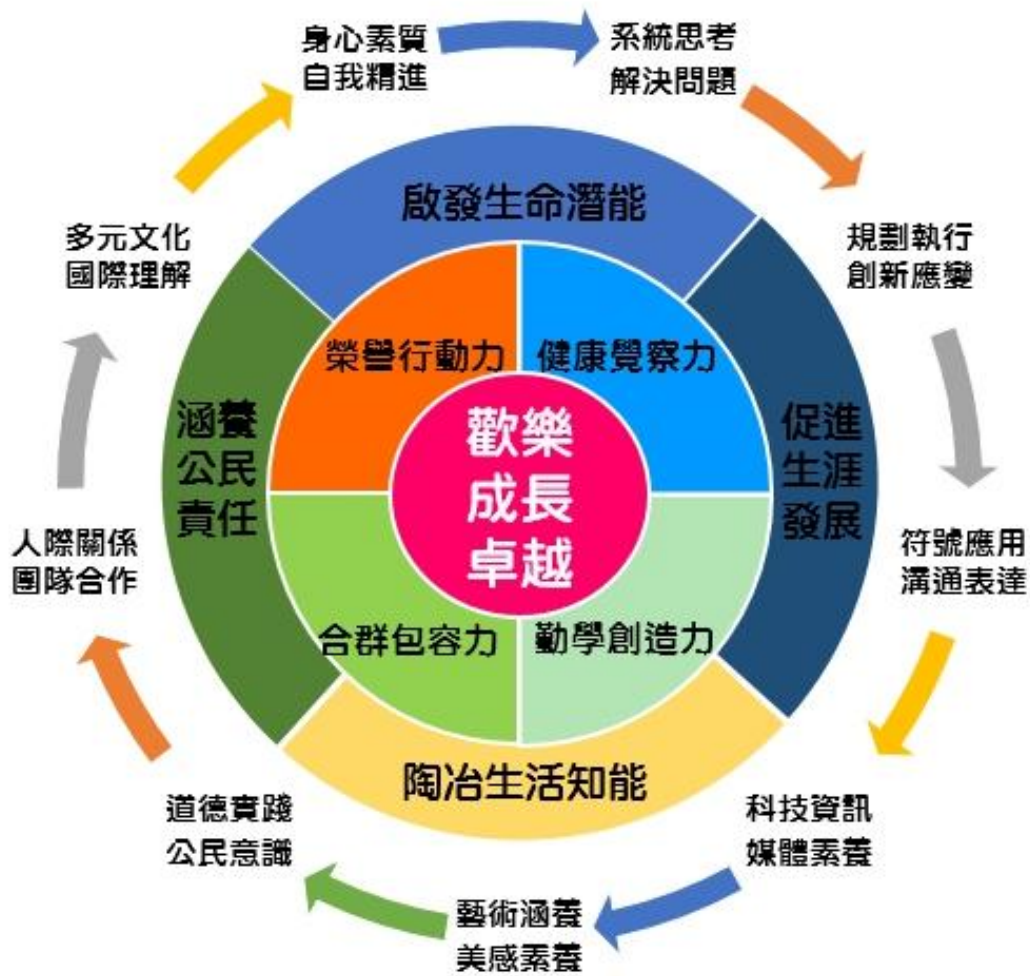 身心素質
自我精進
系統思考
解決問題
規劃執行
創新應變
符號應用
溝通表達
科技資訊
媒體素養
藝術涵養
美感素養
道德實踐
公民意識
人際關係
團隊合作
多元文化
國際理解
啟發生命潛能
促進
生涯
發展
陶冶生活知能
涵養
公民
責任
榮譽行動力
健康覺察力
勤學創造力
合群包容力
歡樂
成長
卓越